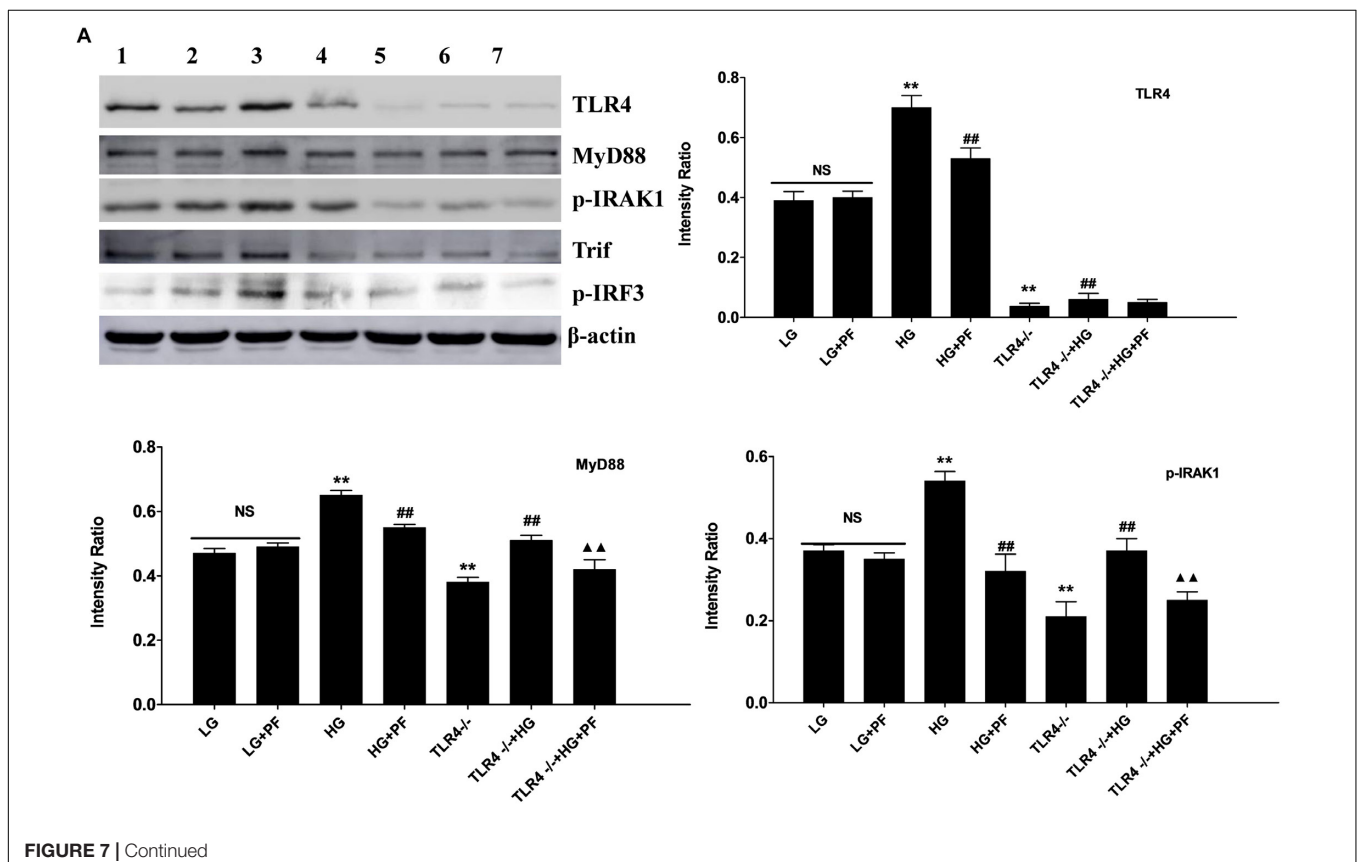 A
1 2 3 4 5 6 7
TLR4
MyD88
p-IRAK1
Trif
p-IRF3
β-actin
TLR4
Intensity Ratio
0.8
0.6
0.4
0.2
0.0
NS
**
##
**
##
LG
LG+PF
HG
HG+PF
TLR4-/-
TLR4 -/-+HG
TLR4 -/-+HG+PF
MyD88
Intensity Ratio
0.8
0.6
0.4
0.2
0.0
NS
**
##
**
##
▲▲
LG
LG+PF
HG
HG+PF
TLR4-/-
TLR4 -/-+HG
TLR4 -/-+HG+PF
p-IRAK1
Intensity Ratio
0.6
0.4
0.2
0.0
NS
**
##
**
##
▲▲
LG
LG+PF
HG
HG+PF
TLR4-/-
TLR4 -/-+HG
TLR4 -/-+HG+PF
FIGURE 7 | Continued